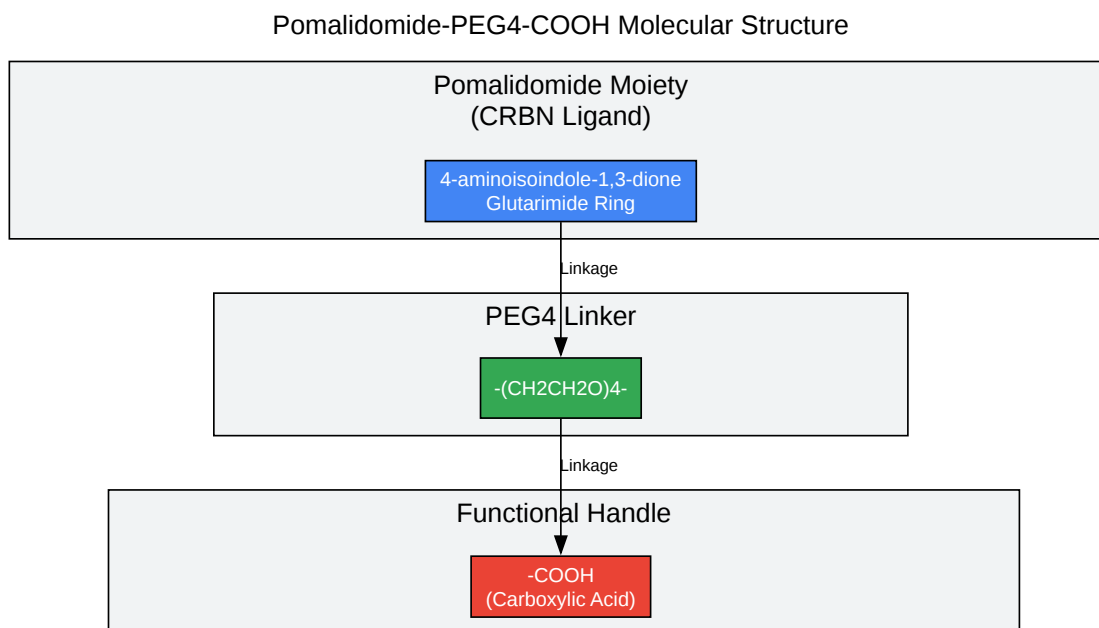 Pomalidomide-PEG4-COOH Molecular Structure
Pomalidomide Moiety
(CRBN Ligand)
4-aminoisoindole-1,3-dione
Glutarimide Ring
Linkage
PEG4 Linker
-(CH2CH2O)4-
Linkage
Functional Handle
-COOH
(Carboxylic Acid)